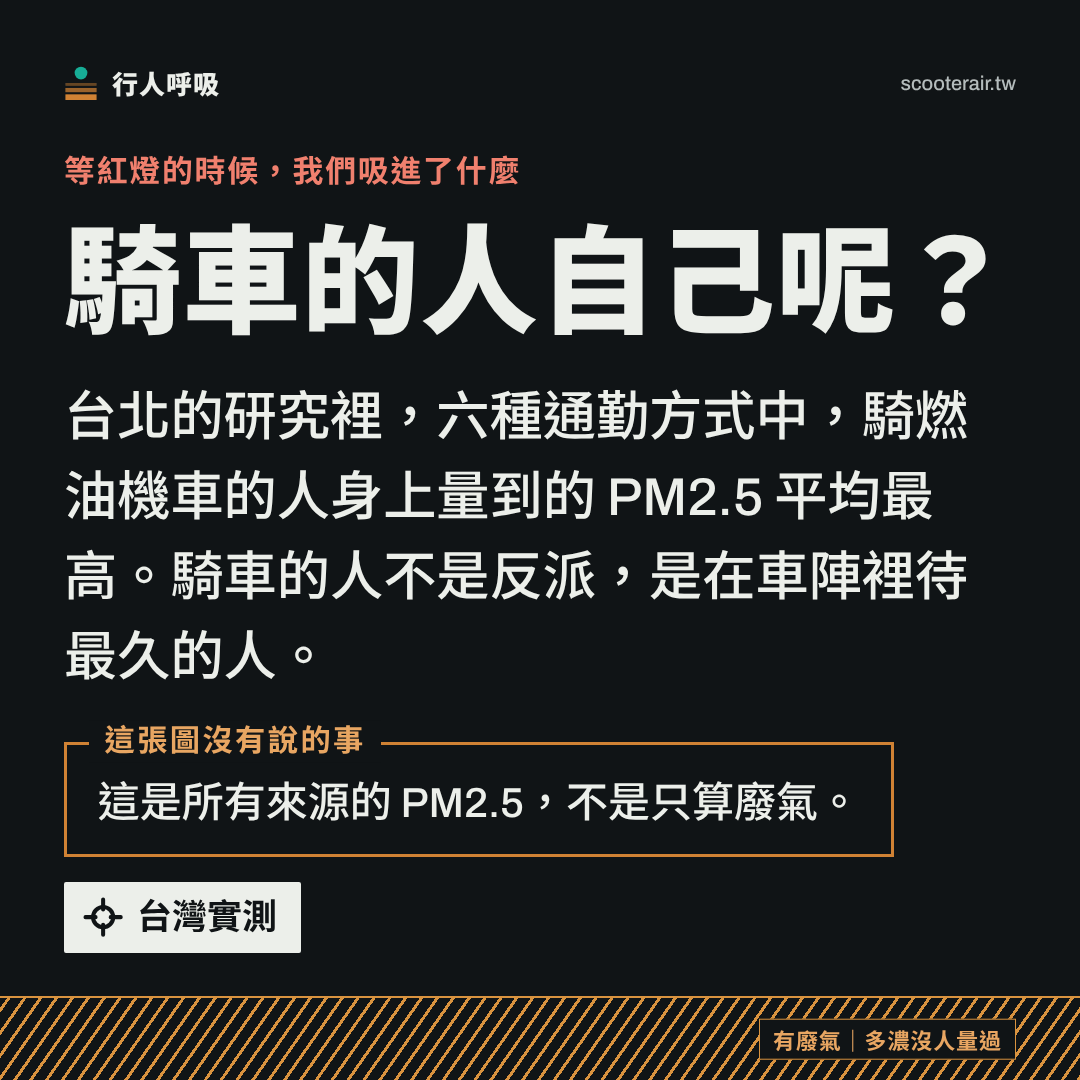 行人呼吸
scooterair.tw
等紅燈的時候，我們吸進了什麼
騎車的人自己呢？
台北的研究裡，六種通勤方式中，騎燃
油機車的人身上量到的 PM2.5 平均最
高。騎車的人不是反派，是在車陣裡待
最久的人。
這張圖沒有說的事
這是所有來源的 PM2.5，不是只算廢氣。
台灣實測
有廢氣｜多濃沒人量過